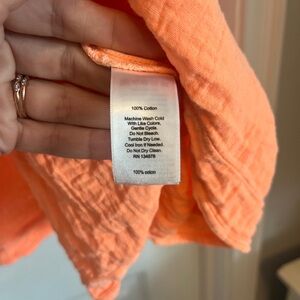 100% Cotton
Machine Wash Cold
With Like Colors,
Gentle Cycle.
Do Not Bleach.
Tumble Dry Low.
Cool Iron If Needed.
Do Not Dry Clean.
RN 134878
100% cotton